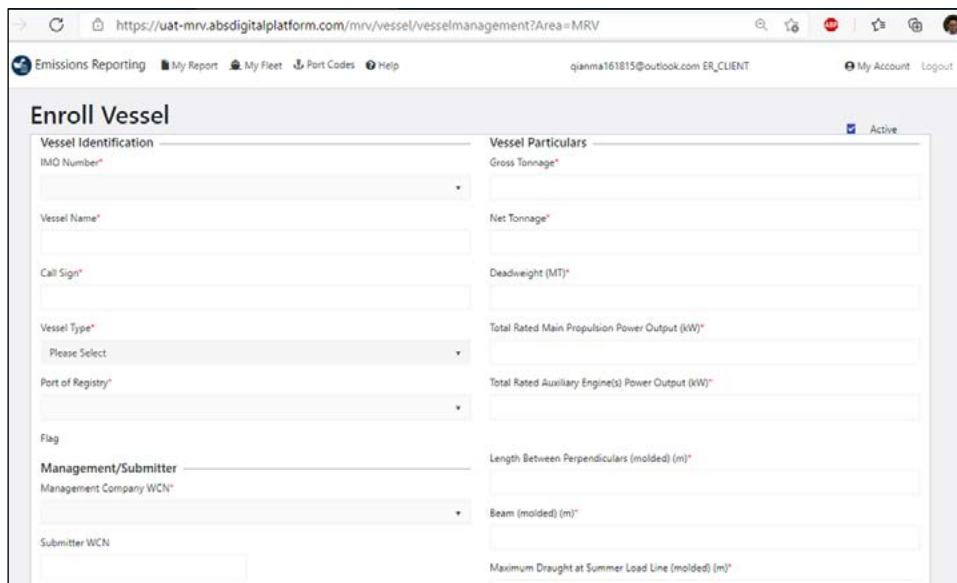 https://uat-mrv.absdigitalplatform.com/mrv/vessel/vesselmanagement?Area=MRV
ABP
Emissions Reporting My Report My Fleet Port Codes Help qianma161815@outlook.com ER_CLIENT My Account Logout
Enroll Vessel
Active
Vessel Identification
IMO Number*
Vessel Name*
Call Sign*
Vessel Type*
Please Select
Port of Registry*
Flag
Management/Submitter
Management Company WCN*
Submitter WCN
Vessel Particulars
Gross Tonnage*
Net Tonnage*
Deadweight (MT)*
Total Rated Main Propulsion Power Output (kW)*
Total Rated Auxiliary Engine(s) Power Output (kW)*
Length Between Perpendiculars (molded) (m)*
Beam (molded) (m)*
Maximum Draught at Summer Load Line (molded) (m)*